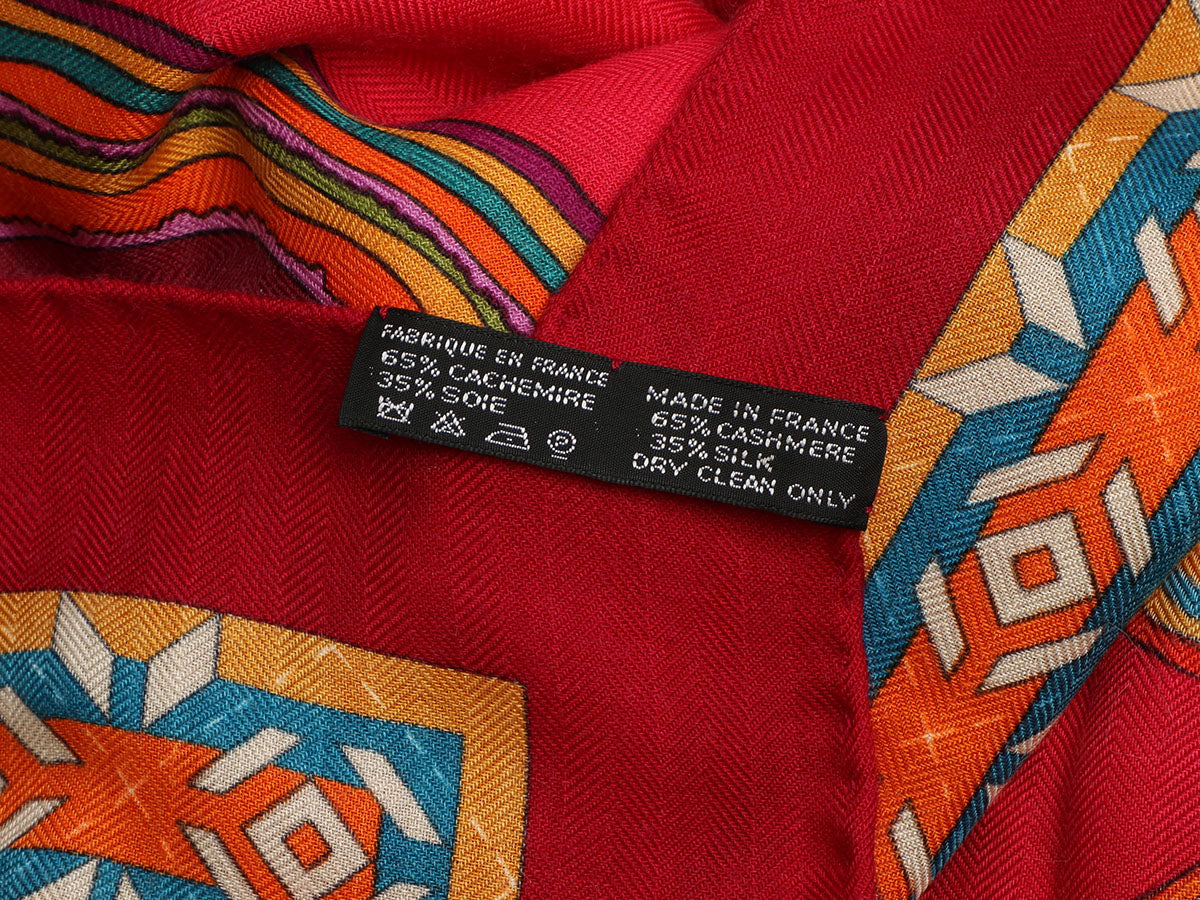 FABRIQUE EN FRANCE
65% CACHEMIRE
35% SOIE
MADE IN FRANCE
65% CASHMERE
35% SILK
DRY CLEAN ONLY